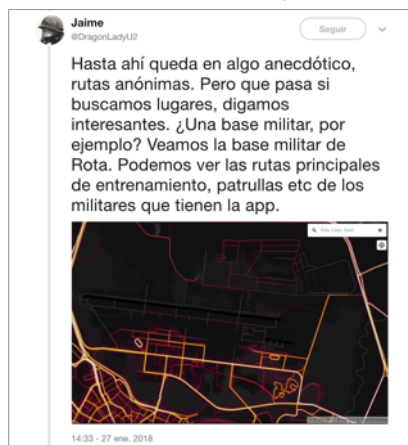 Jaime
@DragonLadyU2
Seguir
Hasta ahí queda en algo anecdótico,
rutas anónimas. Pero que pasa si
buscamos lugares, digamos
interesantes. ¿Una base militar, por
ejemplo? Veamos la base militar de
Rota. Podemos ver las rutas principales
de entrenamiento, patrullas etc de los
militares que tienen la app.
14:33 - 27 ene. 2018